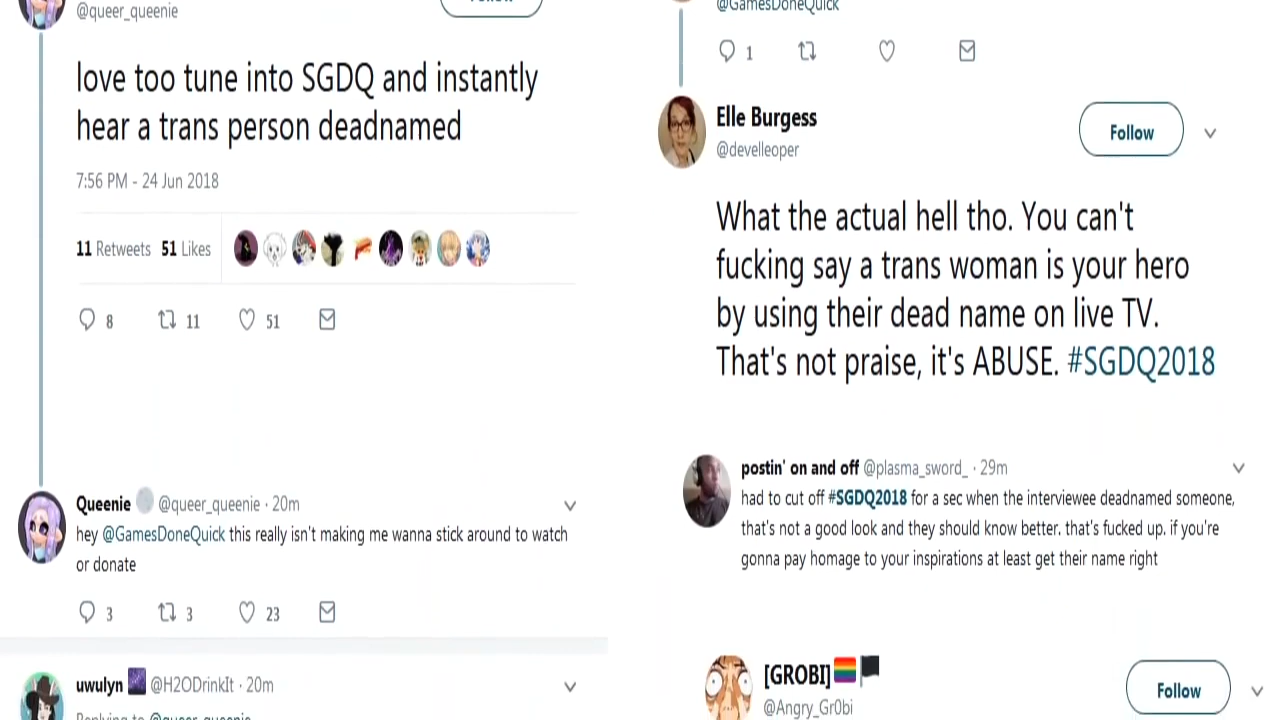 @queer_queenie
love too tune into SGDQ and instantly
hear a trans person deadnamed
7:56 PM - 24 Jun 2018
11 Retweets 51 Likes
8 11 51
Queenie @queer_queenie · 20m
hey @GamesDoneQuick this really isn't making me wanna stick around to watch
or donate
3 3 23
uwulyn @H2ODrinkIt · 20m
Replying to @queer_queenie
@GamesDoneQuick
1
Elle Burgess
@develleoper
Follow
What the actual hell tho. You can't
fucking say a trans woman is your hero
by using their dead name on live TV.
That's not praise, it's ABUSE. #SGDQ2018
postin' on and off @plasma_sword_ · 29m
had to cut off #SGDQ2018 for a sec when the interviewee deadnamed someone,
that's not a good look and they should know better. that's fucked up. if you're
gonna pay homage to your inspirations at least get their name right
[GROBI]
@Angry_Gr0bi
Follow